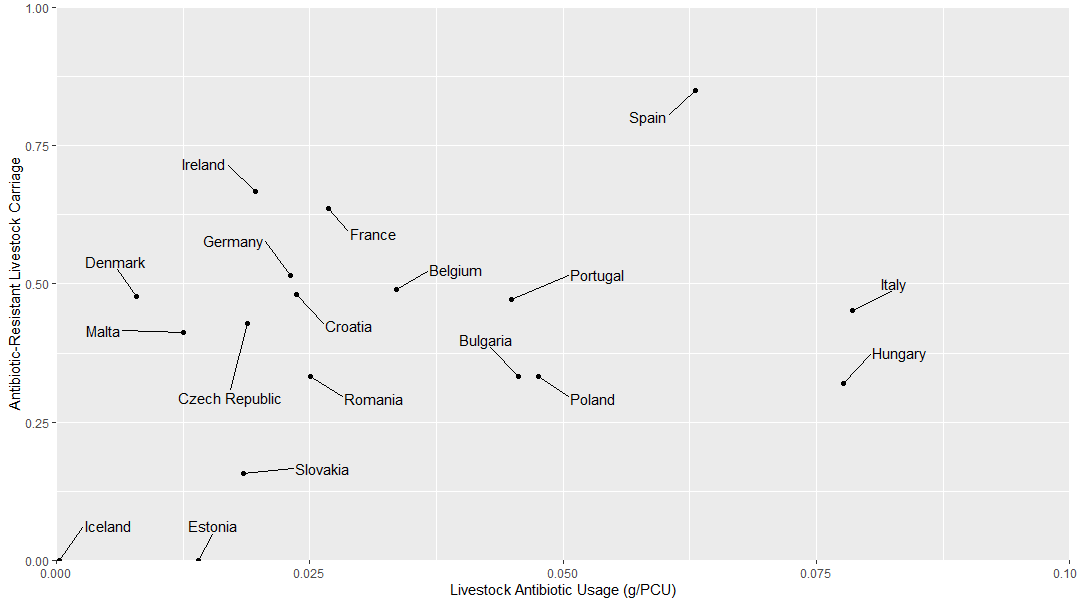 1.00
Spain
0.75
Ireland
France
Germany
Denmark
Belgium
Portugal
Italy
0.50
Malta
Croatia
Bulgaria
Hungary
Czech Republic
Romania
Poland
0.25
Slovakia
Iceland
Estonia
0.00
0.000
0.025
0.050
0.075
0.10
Livestock Antibiotic Usage (g/PCU)
Antibiotic-Resistant Livestock Carriage